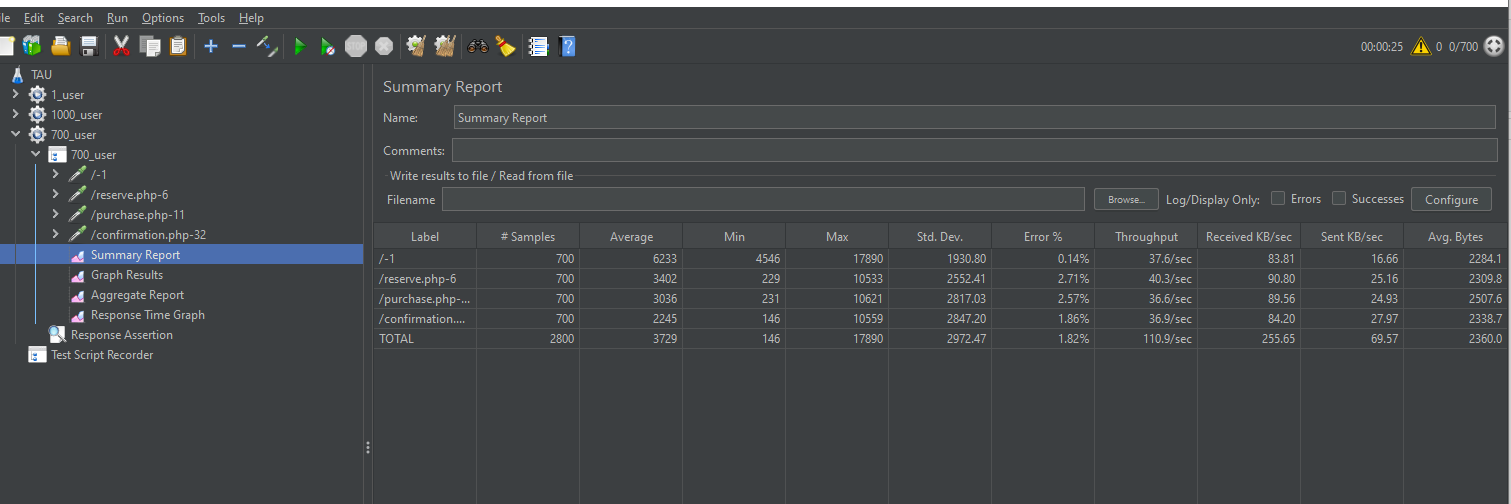 le Edit Search Run Options Tools Help
STOP
?
00:00:25 0 0/700
TAU
1_user
1000_user
700_user
700_user
/-1
/reserve.php-6
/purchase.php-11
/confirmation.php-32
Summary Report
Graph Results
Aggregate Report
Response Time Graph
Response Assertion
Test Script Recorder
Summary Report
Name: Summary Report
Comments:
Write results to file / Read from file
Filename Browse... Log/Display Only: Errors Successes Configure
Label # Samples Average Min Max Std. Dev. Error % Throughput Received KB/sec Sent KB/sec Avg. Bytes
/-1 700 6233 4546 17890 1930.80 0.14% 37.6/sec 83.81 16.66 2284.1
/reserve.php-6 700 3402 229 10533 2552.41 2.71% 40.3/sec 90.80 25.16 2309.8
/purchase.php-... 700 3036 231 10621 2817.03 2.57% 36.6/sec 89.56 24.93 2507.6
/confirmation.... 700 2245 146 10559 2847.20 1.86% 36.9/sec 84.20 27.97 2338.7
TOTAL 2800 3729 146 17890 2972.47 1.82% 110.9/sec 255.65 69.57 2360.0